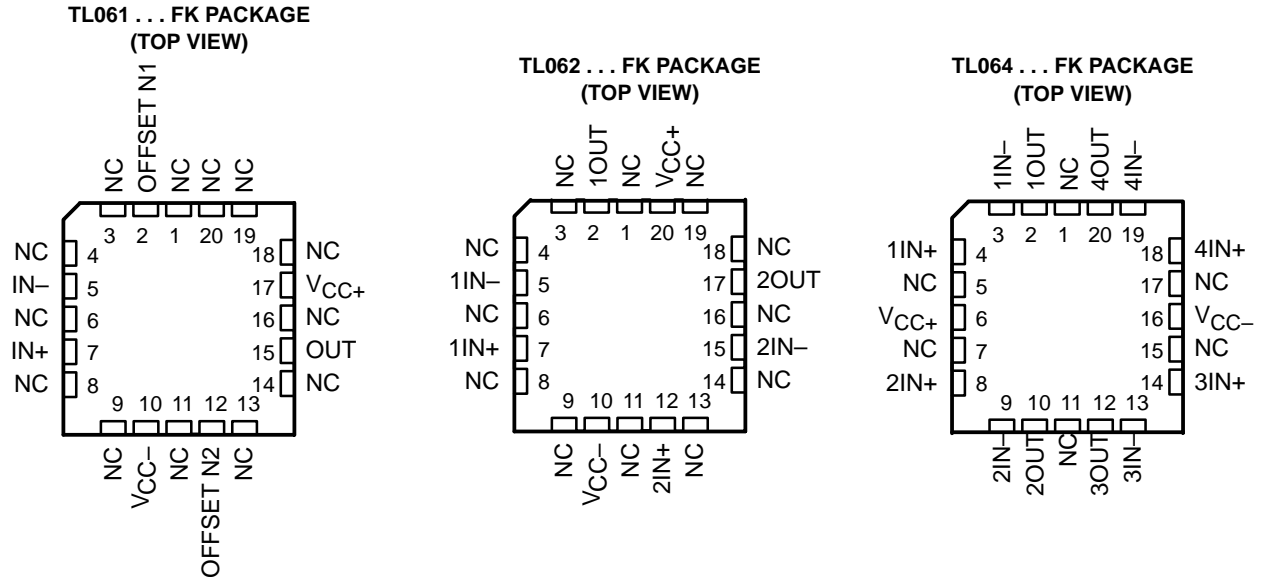 TL061 . . . FK PACKAGE
(TOP VIEW)
NC
OFFSET N1
NC
NC
NC
3
2
1
20
19
NC 4
IN– 5
NC 6
IN+ 7
NC 8
18 NC
17 VCC+
16 NC
15 OUT
14 NC
9
10
11
12
13
NC
VCC–
NC
OFFSET N2
NC
TL062 . . . FK PACKAGE
(TOP VIEW)
NC
1OUT
NC
VCC+
NC
3
2
1
20
19
NC 4
1IN– 5
NC 6
1IN+ 7
NC 8
18 NC
17 2OUT
16 NC
15 2IN–
14 NC
9
10
11
12
13
NC
VCC–
NC
2IN+
NC
TL064 . . . FK PACKAGE
(TOP VIEW)
1IN–
1OUT
NC
4OUT
4IN–
3
2
1
20
19
1IN+ 4
NC 5
VCC+ 6
NC 7
2IN+ 8
18 4IN+
17 NC
16 VCC–
15 NC
14 3IN+
9
10
11
12
13
2IN–
2OUT
NC
3OUT
3IN–